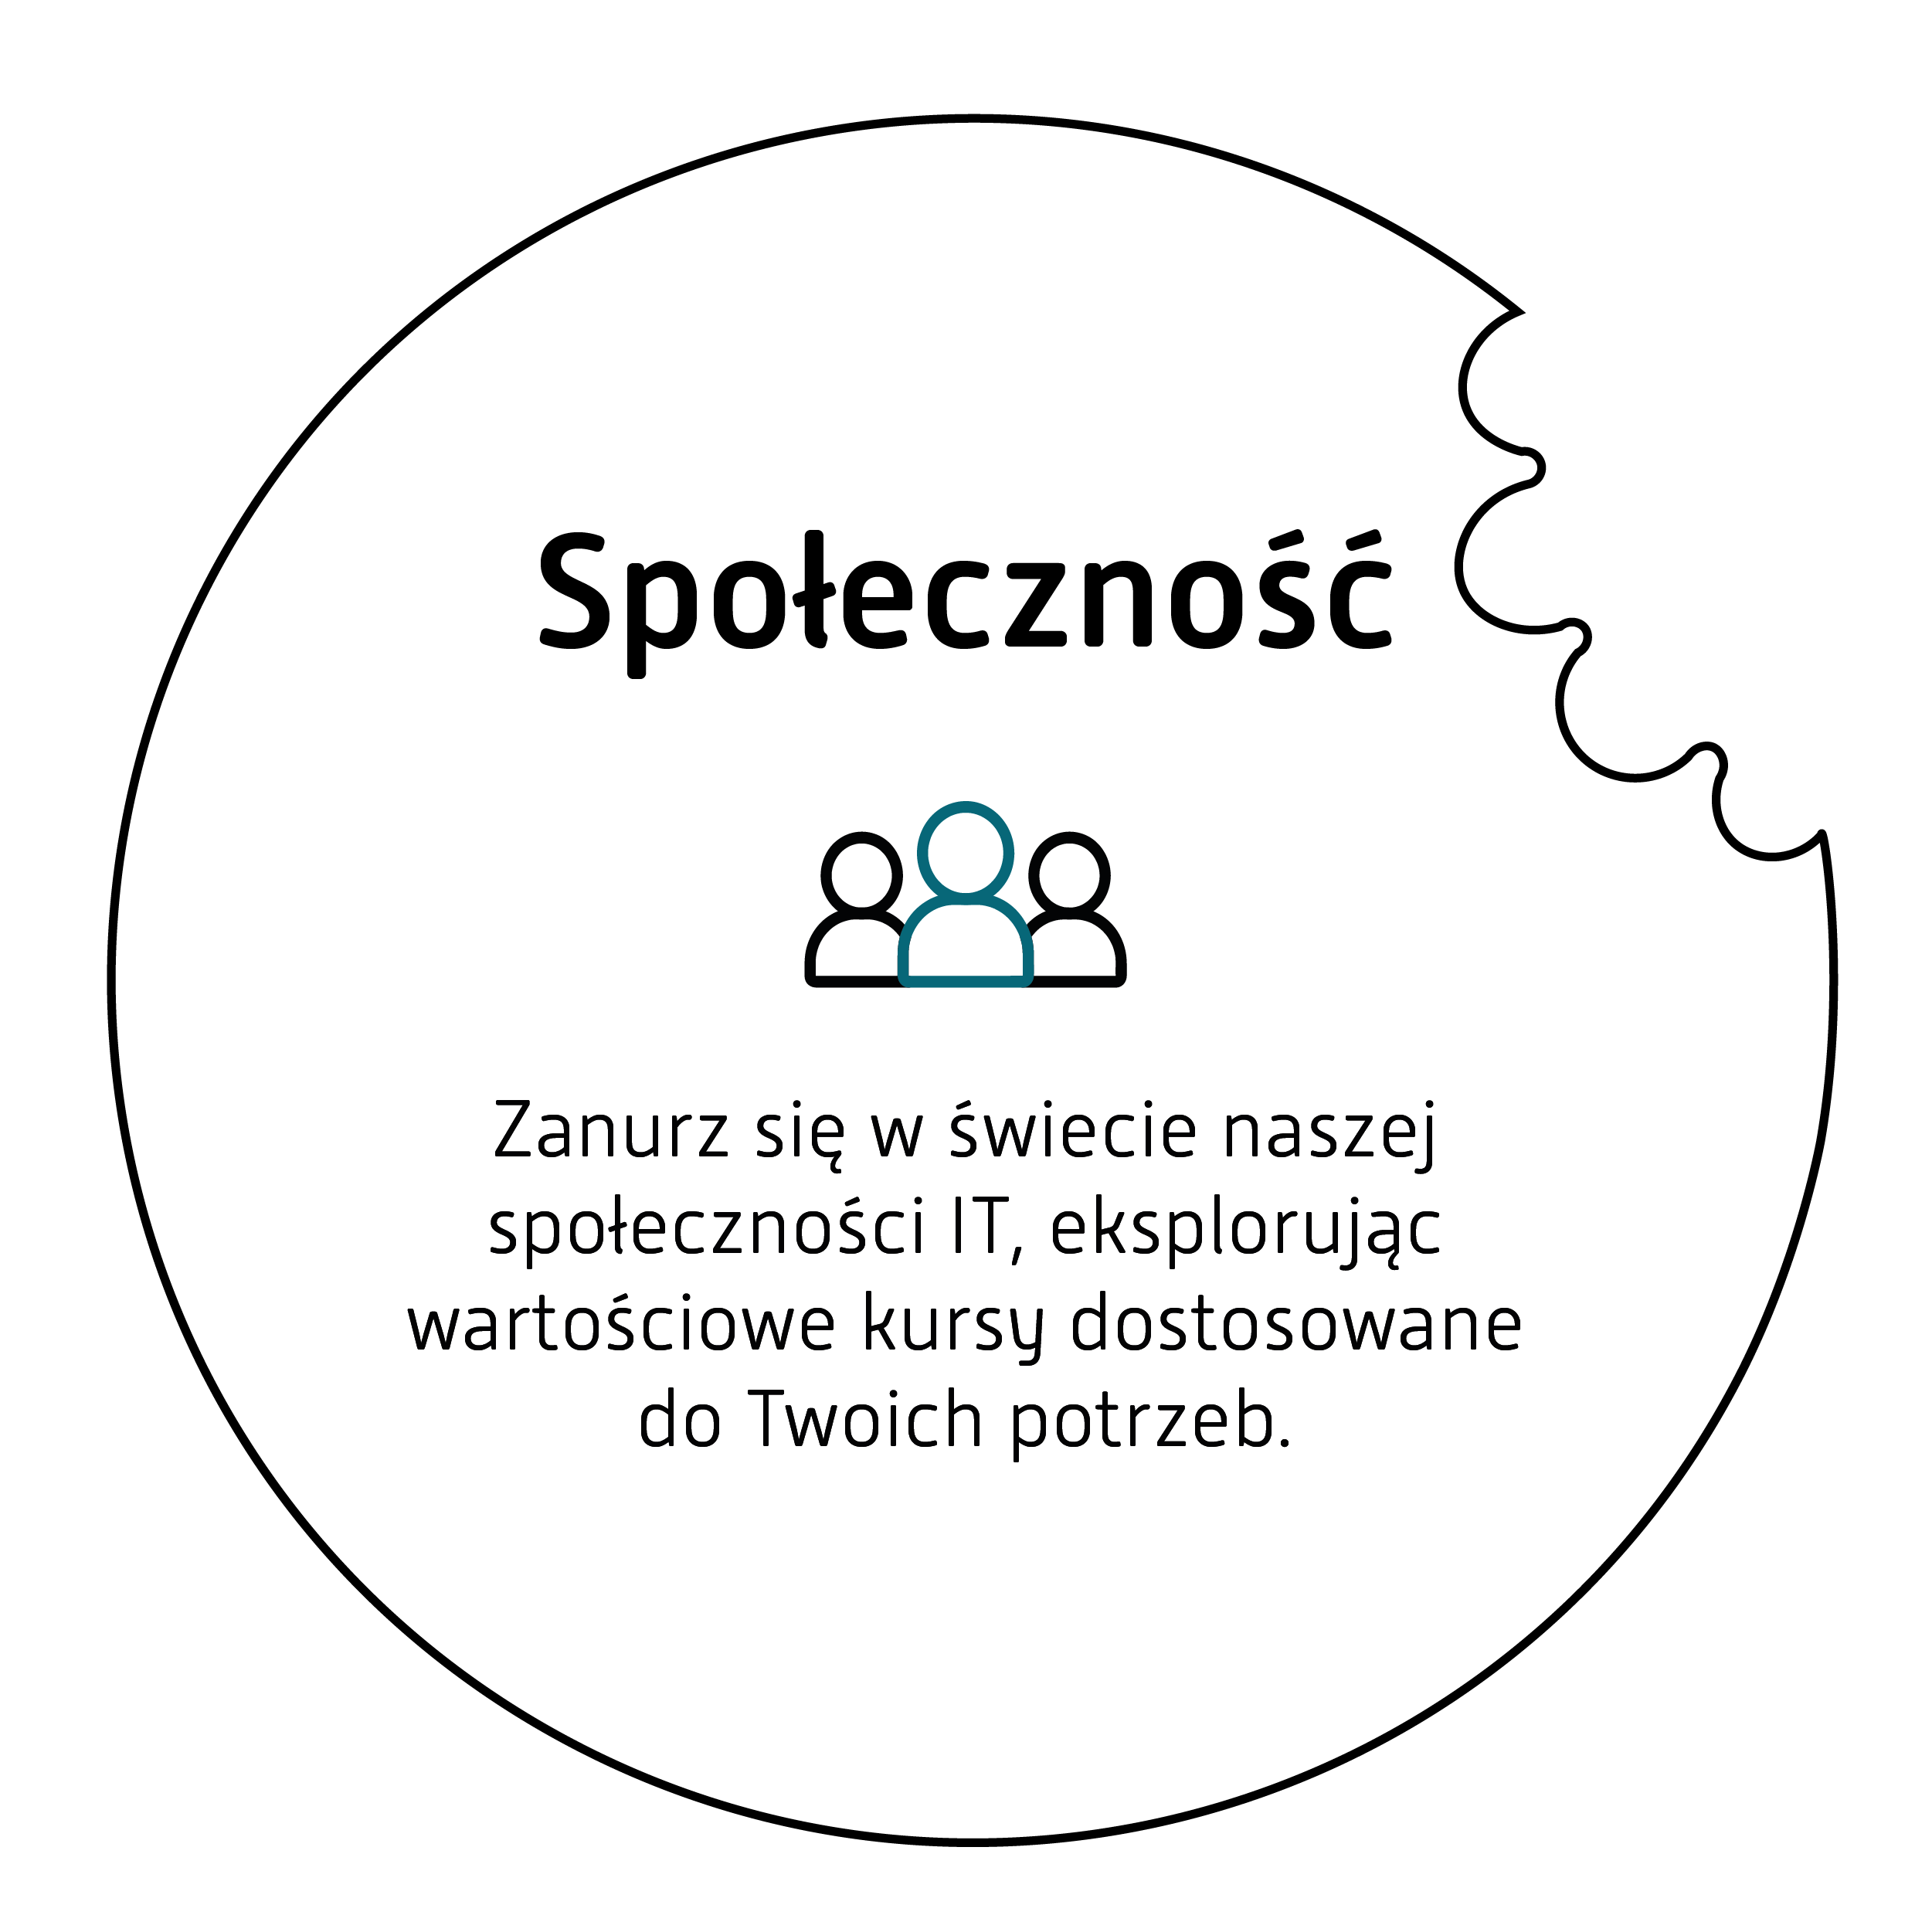 Społeczność
Zanurz się w świecie naszej
społeczności IT, eksplorując
wartościowe kursy dostosowane
do Twoich potrzeb.